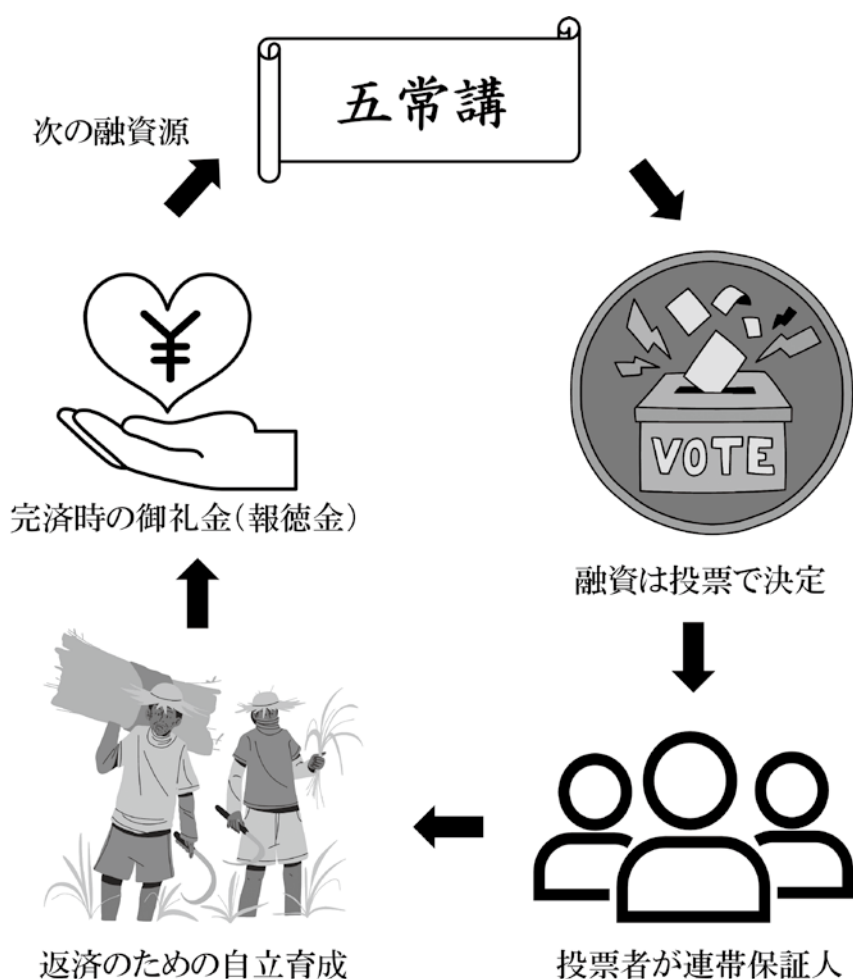 五常講
次の融資源
¥
VOTE
完済時の御礼金(報徳金)
融資は投票で決定
返済のための自立育成
投票者が連帯保証人